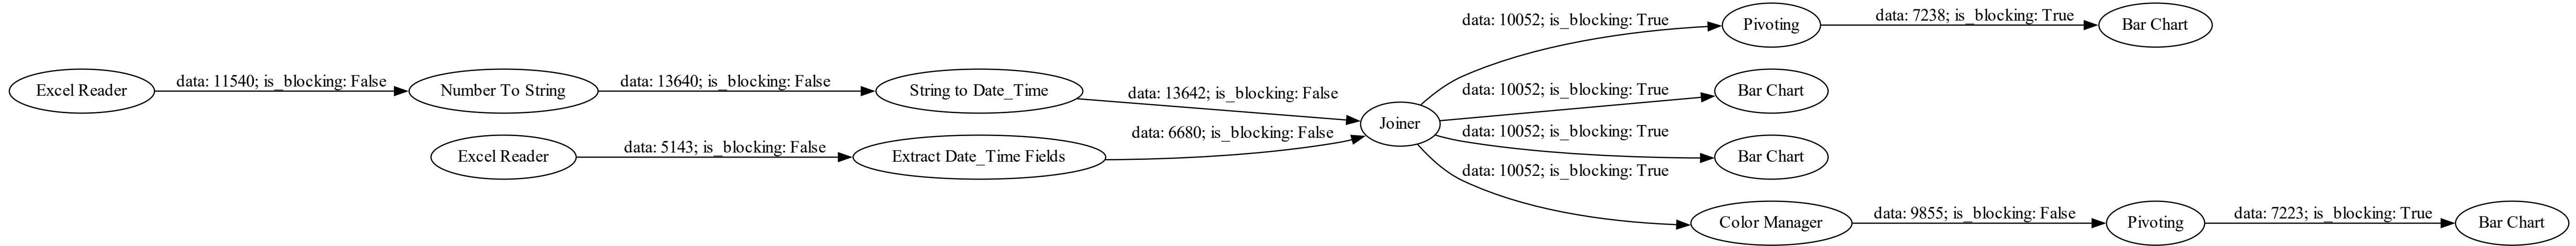 Excel Reader
data: 11540; is_blocking: False
Number To String
data: 13640; is_blocking: False
String to Date_Time
data: 13642; is_blocking: False
Excel Reader
data: 5143; is_blocking: False
Extract Date_Time Fields
data: 6680; is_blocking: False
Joiner
data: 10052; is_blocking: True
Pivoting
data: 7238; is_blocking: True
Bar Chart
data: 10052; is_blocking: True
Bar Chart
data: 10052; is_blocking: True
Bar Chart
data: 10052; is_blocking: True
Color Manager
data: 9855; is_blocking: False
Pivoting
data: 7223; is_blocking: True
Bar Chart